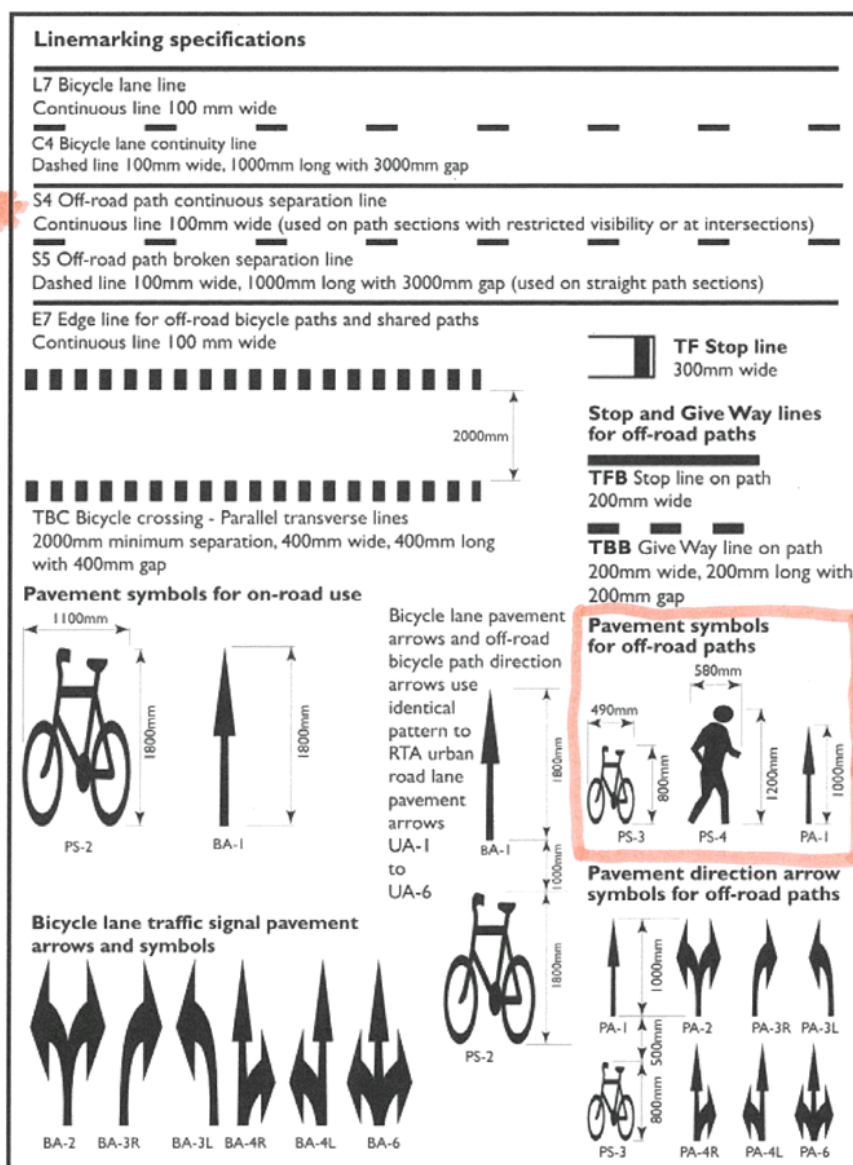 Linemarking specifications
L7 Bicycle lane line
Continuous line 100 mm wide
C4 Bicycle lane continuity line
Dashed line 100mm wide, 1000mm long with 3000mm gap
S4 Off-road path continuous separation line
Continuous line 100mm wide (used on path sections with restricted visibility or at intersections)
S5 Off-road path broken separation line
Dashed line 100mm wide, 1000mm long with 3000mm gap (used on straight path sections)
E7 Edge line for off-road bicycle paths and shared paths
Continuous line 100 mm wide
2000mm
TBC Bicycle crossing - Parallel transverse lines
2000mm minimum separation, 400mm wide, 400mm long
with 400mm gap
TF Stop line
300mm wide
Stop and Give Way lines
for off-road paths
TFB Stop line on path
200mm wide
TBB Give Way line on path
200mm wide, 200mm long with
200mm gap
Pavement symbols for on-road use
1100mm
1800mm
1800mm
PS-2
BA-1
Bicycle lane pavement
arrows and off-road
bicycle path direction
arrows use
identical
pattern to
RTA urban
road lane
pavement
arrows
UA-1
to
UA-6
1800mm
BA-1
1000mm
1800mm
PS-2
Pavement symbols
for off-road paths
580mm
490mm
800mm
1200mm
1000mm
PS-3
PS-4
PA-1
Pavement direction arrow
symbols for off-road paths
1000mm
PA-1
PA-2
PA-3R
PA-3L
500mm
800mm
PS-3
PA-4R
PA-4L
PA-6
Bicycle lane traffic signal pavement
arrows and symbols
BA-2
BA-3R
BA-3L
BA-4R
BA-4L
BA-6